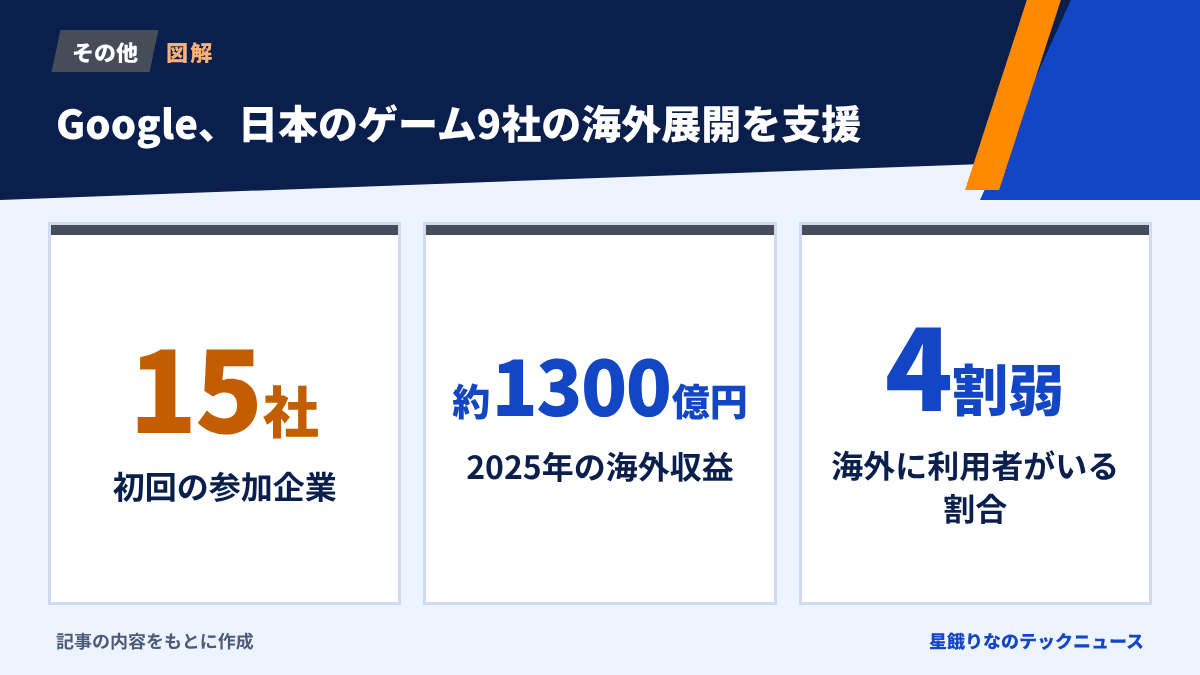 その他 図解
Google、日本のゲーム9社の海外展開を支援
15社
初回の参加企業
約1300億円
2025年の海外収益
4割弱
海外に利用者がいる
割合
記事の内容をもとに作成
星餓りなのテックニュース